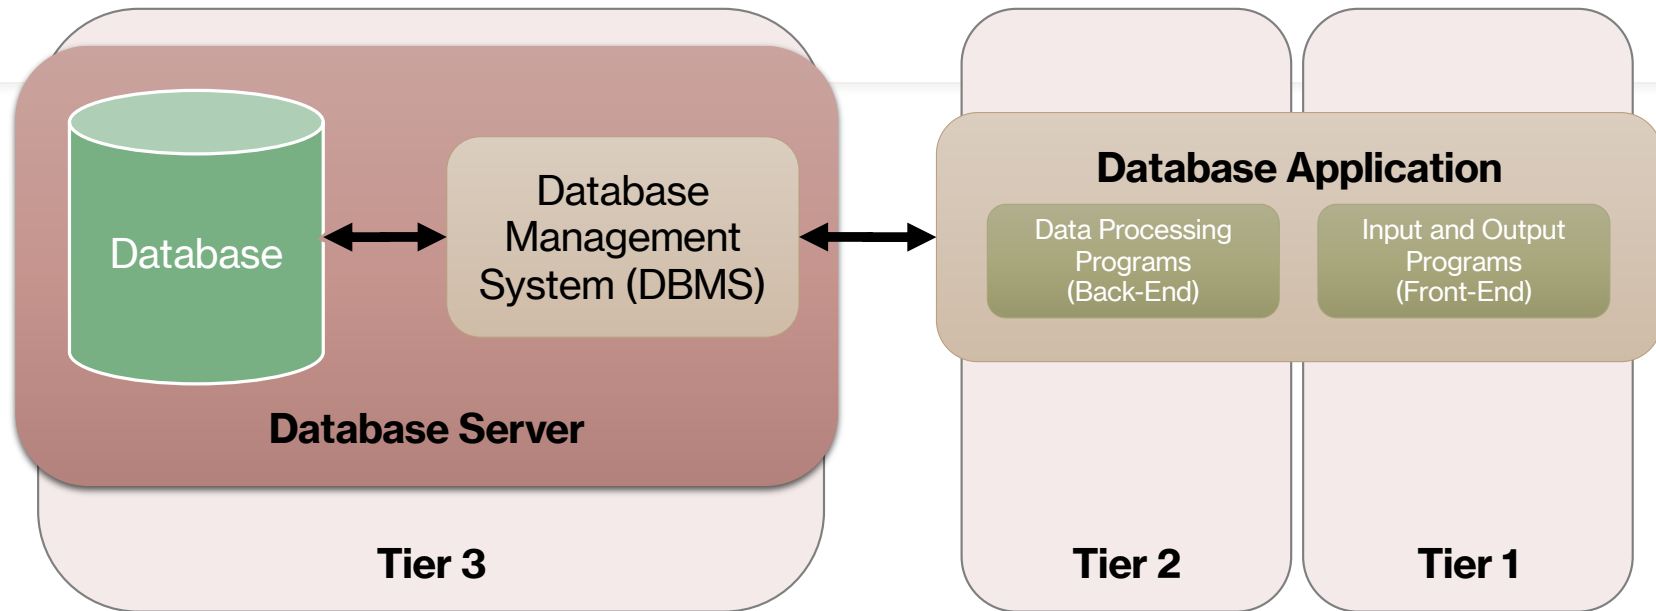 Database
Database
Management
System (DBMS)
Database Server
Tier 3
Database Application
Data Processing
Programs
(Back-End)
Input and Output
Programs
(Front-End)
Tier 2
Tier 1